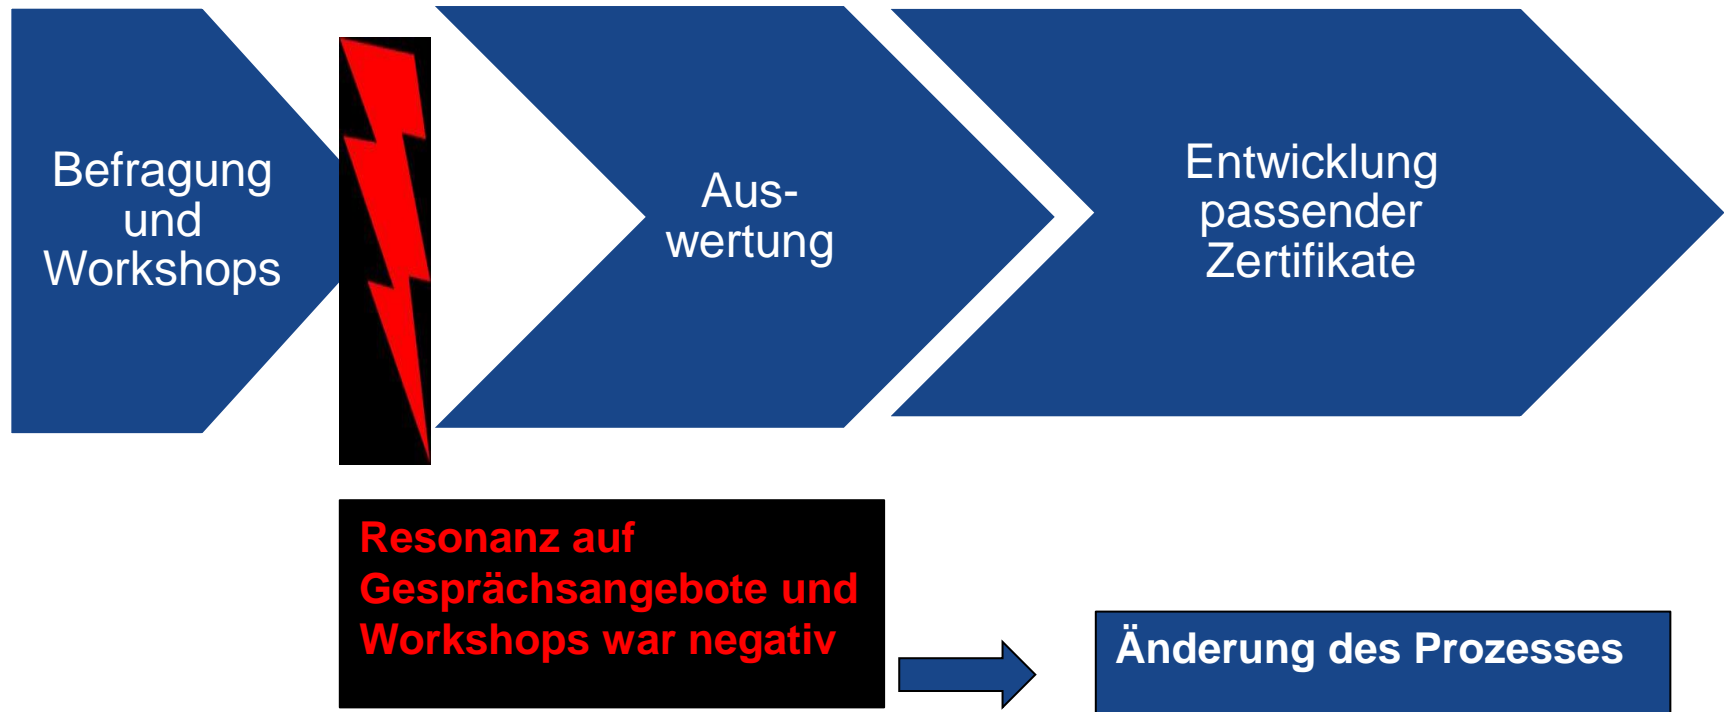 Befragung
und
Workshops
Aus-
wertung
Entwicklung
passender
Zertifikate
Resonanz auf
Gesprächsangebote und
Workshops war negativ
Änderung des Prozesses